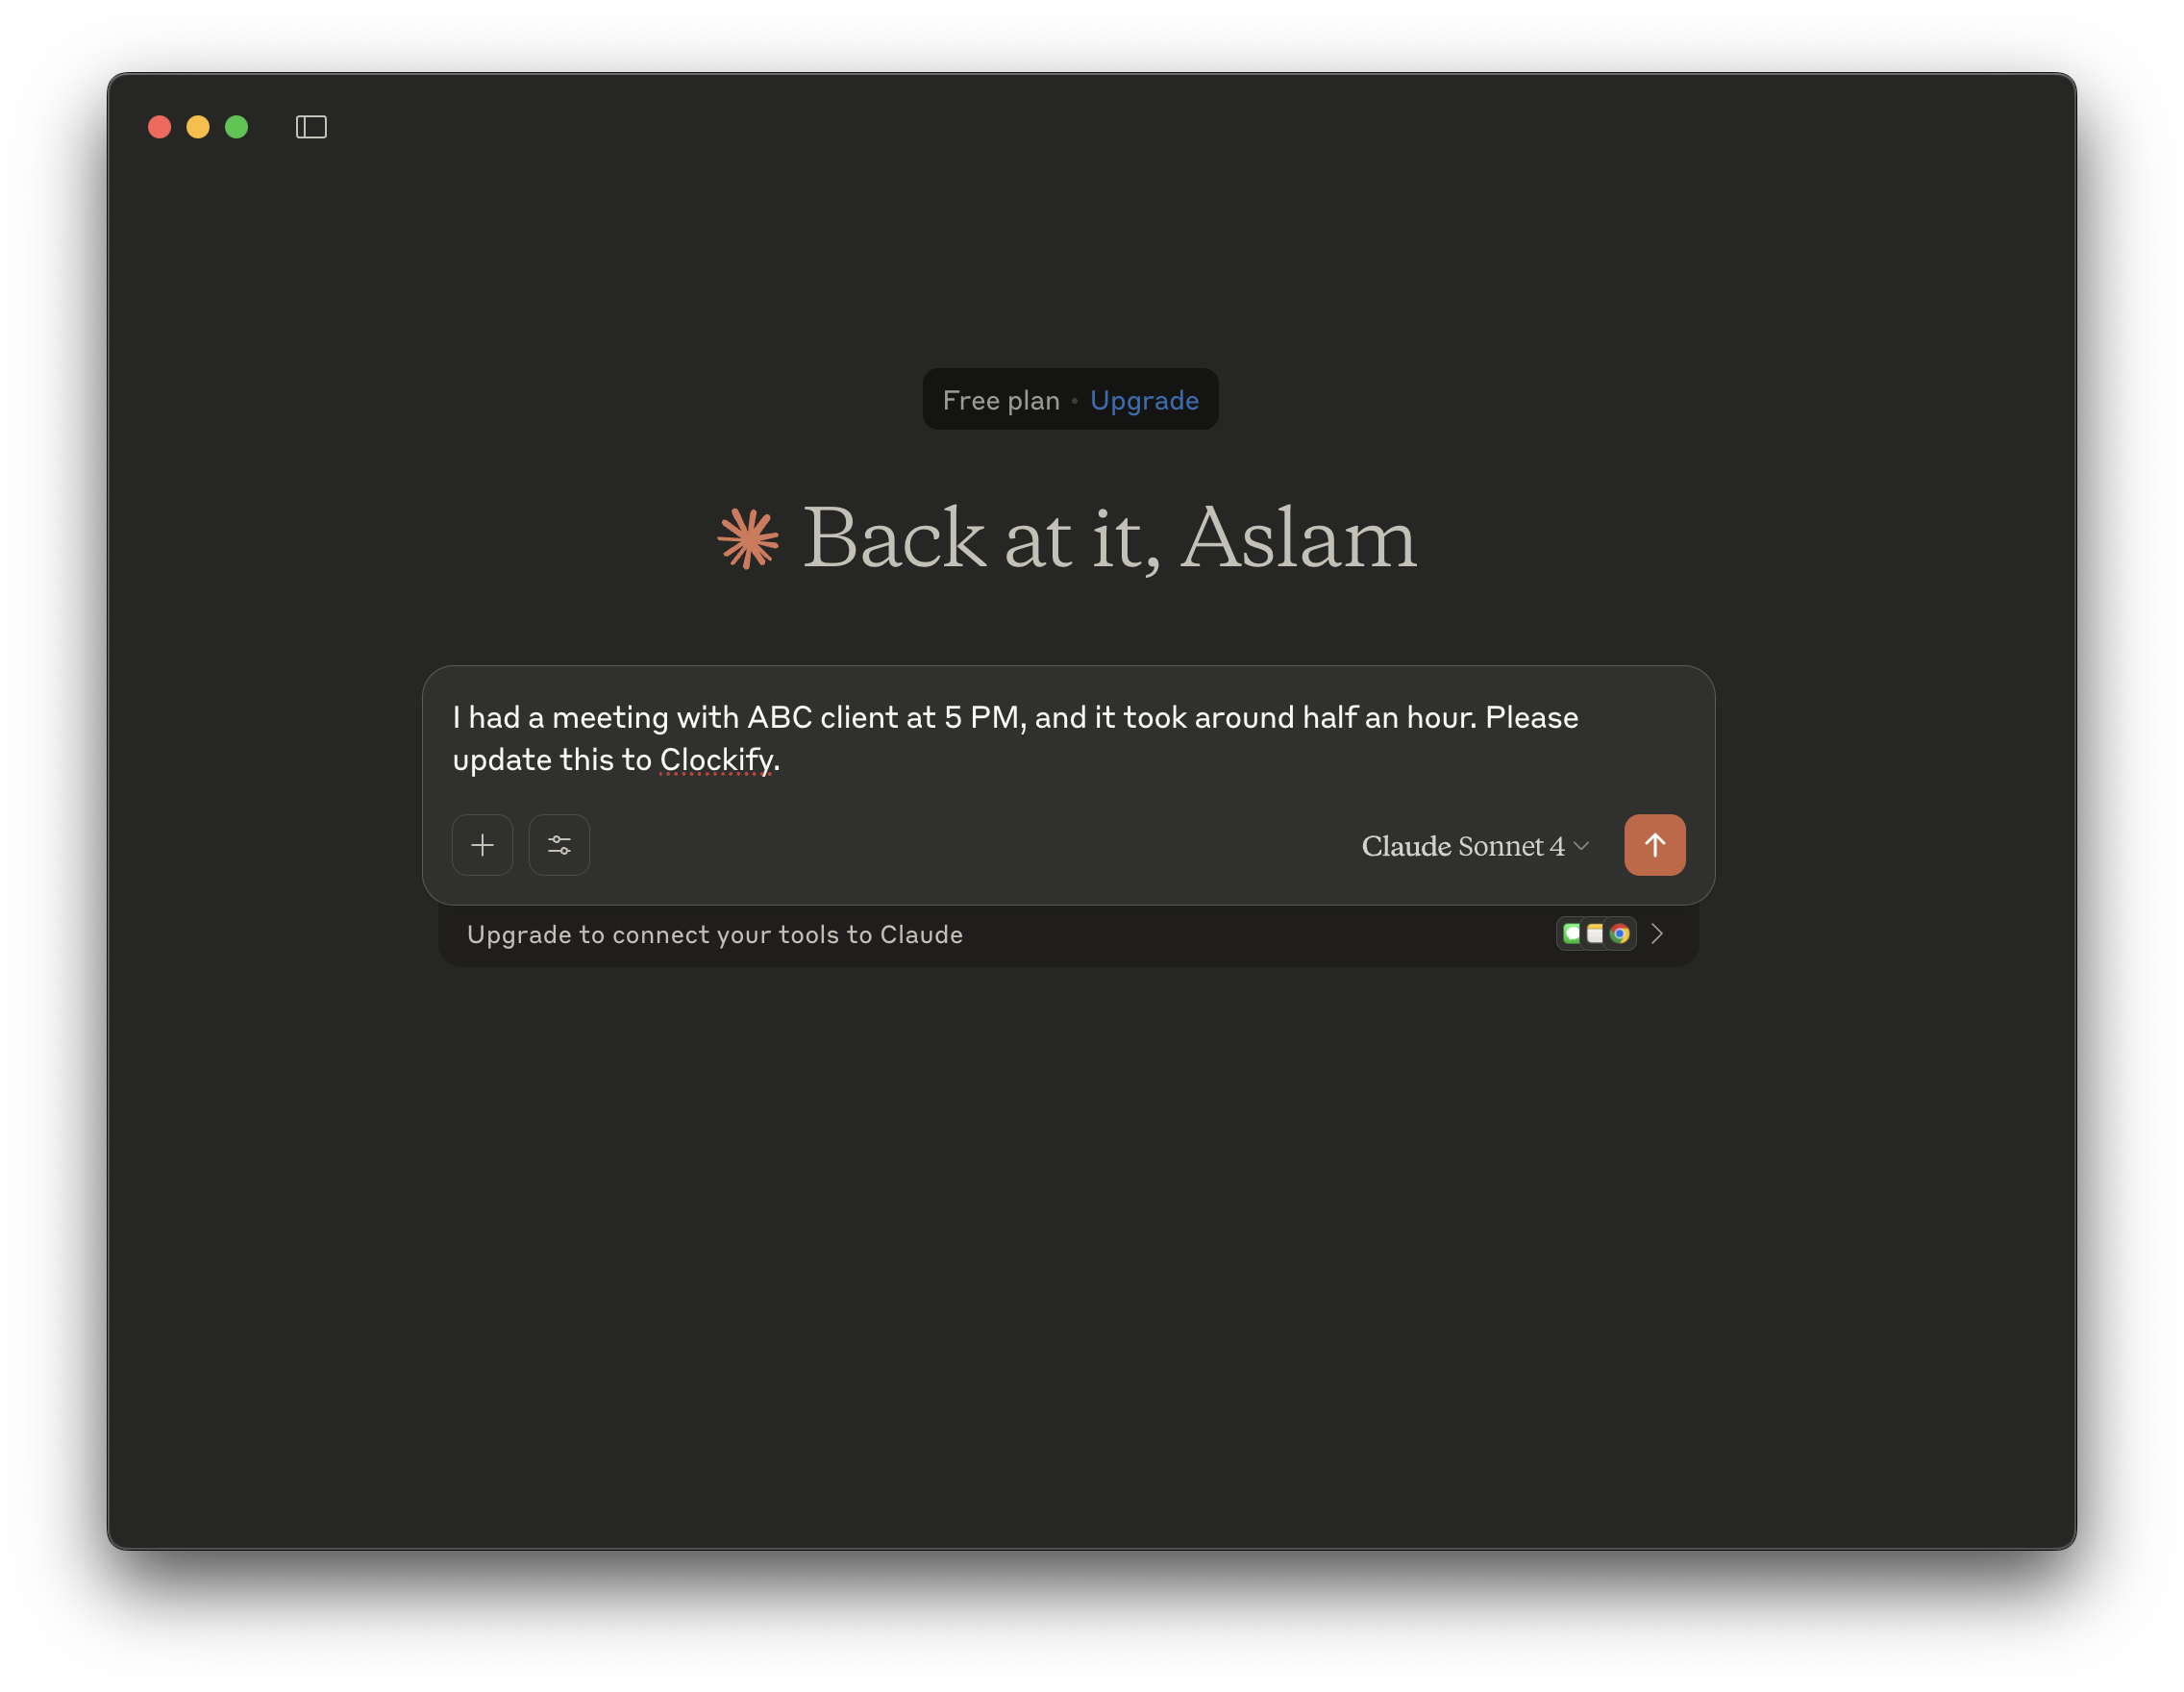 Free plan • Upgrade
Back at it, Aslam
I had a meeting with ABC client at 5 PM, and it took around half an hour. Please
update this to Clockify.
Claude Sonnet 4
Upgrade to connect your tools to Claude